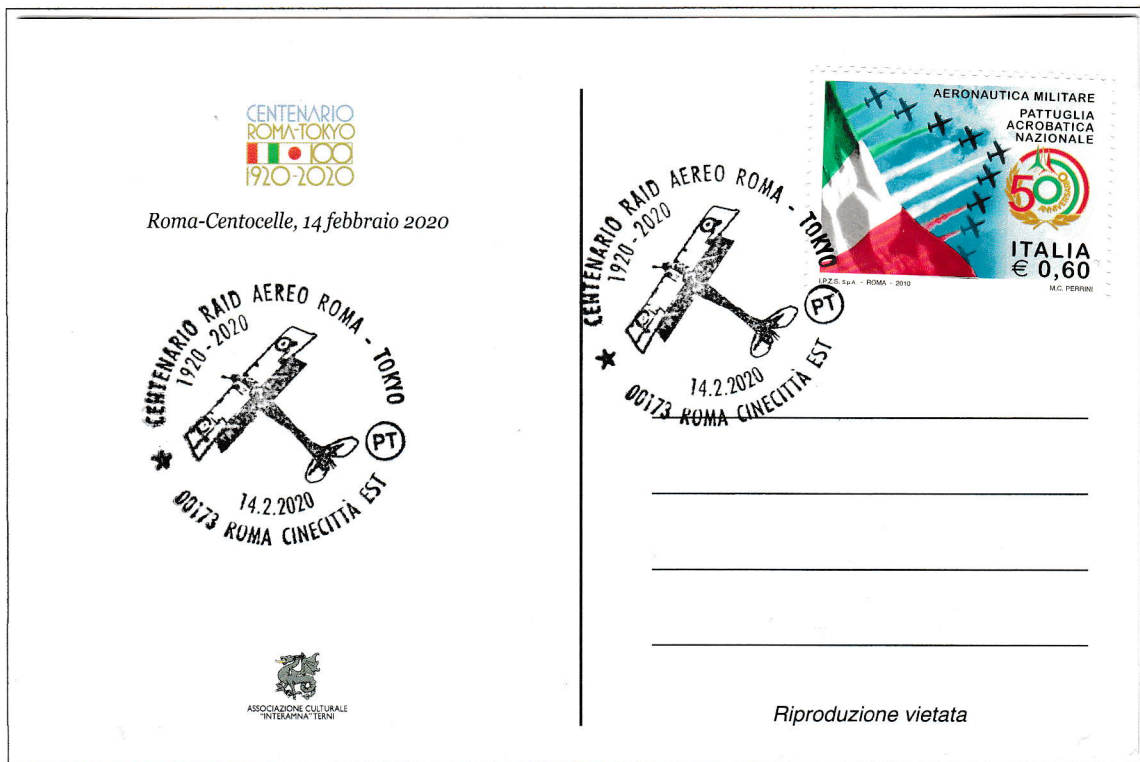 CENTENARIO
ROMA-TOKYO
100
1920-2020
Roma-Centocelle, 14 febbraio 2020
CENTENARIO RAID AEREO ROMA - TOKYO
1920-2020
PT
14.2.2020
00173 ROMA CINECITTÀ EST
ASSOCIAZIONE CULTURALE
"INTERAMNA" TERNI
AERONAUTICA MILITARE
PATTUGLIA
ACROBATICA
NAZIONALE
50
ANNIVERSARIO
ITALIA
€ 0,60
I.P.Z.S. S.p.A. - ROMA - 2010
M.C. PERRINI
CENTENARIO RAID AEREO ROMA - TOKYO
1920-2020
PT
14.2.2020
00173 ROMA CINECITTÀ EST
Riproduzione vietata